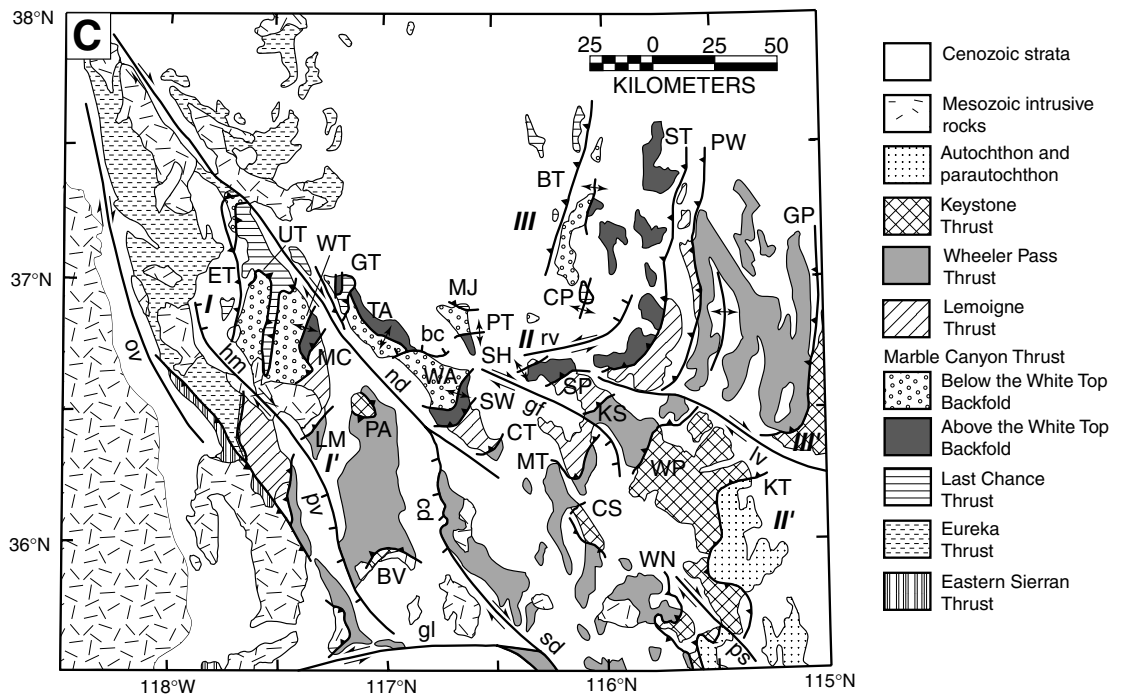 38°N
C
25 0 25 50
KILOMETERS
ST
PW
BT
III
GP
UT
WT
GT
37°N
ET
I
TA
MJ
CP
PT
bc
II
rv
ov
hm
MC
SH
nd
WA
SP
SW
gf
KS
PA
LM
I'
CT
MT
WP
lv
III'
KT
II'
pv
cd
CS
36°N
BV
WN
gl
sd
ps
118°W
117°N
116°N
115°N
Cenozoic strata
Mesozoic intrusive
rocks
Autochthon and
parautochthon
Keystone
Thrust
Wheeler Pass
Thrust
Lemoigne
Thrust
Marble Canyon Thrust
Below the White Top
Backfold
Above the White Top
Backfold
Last Chance
Thrust
Eureka
Thrust
Eastern Sierran
Thrust